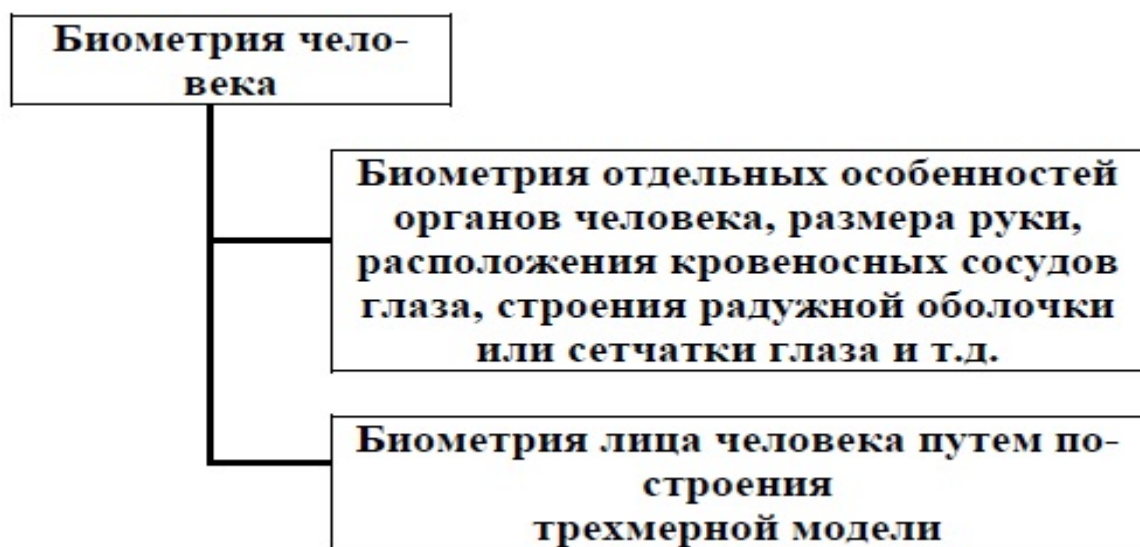 Биометрия чело-
века
Биометрия отдельных особенностей
органов человека, размера руки,
расположения кровеносных сосудов
глаза, строения радужной оболочки
или сетчатки глаза и т.д.
Биометрия лица человека путем по-
строения
трехмерной модели